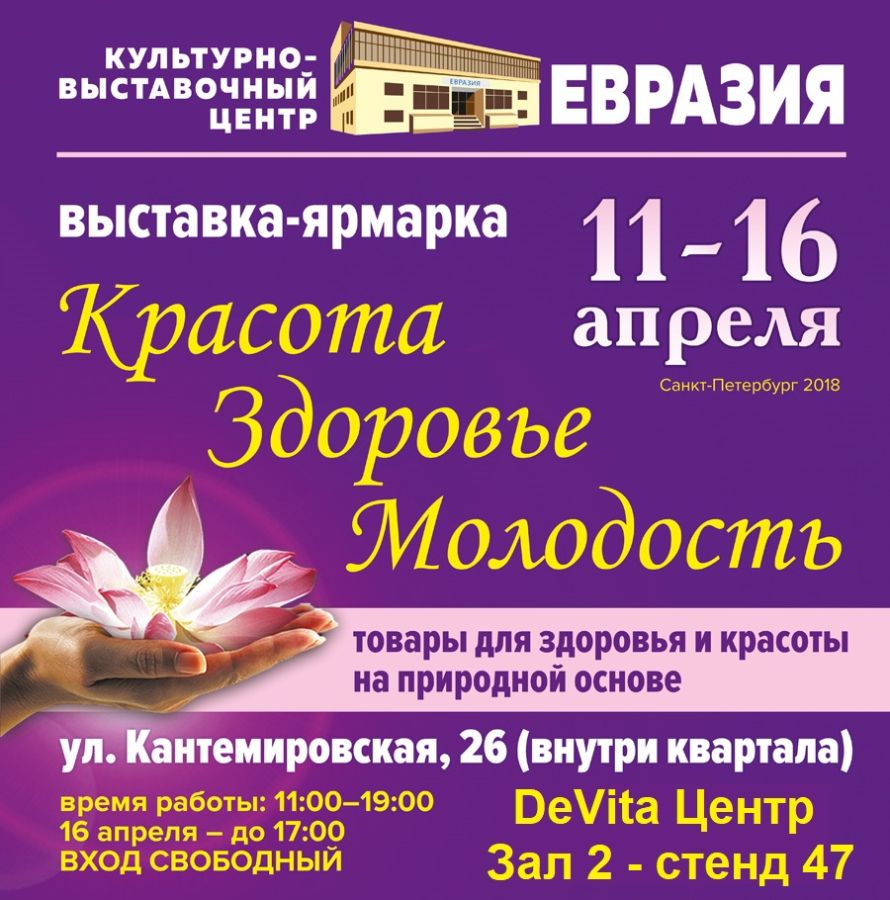 КУЛЬТУРНО-
ВЫСТАВОЧНЫЙ
ЦЕНТР
ЕВРАЗИЯ
ЕВРАЗИЯ
выставка-ярмарка
11-16
апреля
Санкт-Петербург 2018
Красота
Здоровье
Молодость
товары для здоровья и красоты
на природной основе
ул. Кантемировская, 26 (внутри квартала)
время работы: 11:00–19:00
16 апреля – до 17:00
ВХОД СВОБОДНЫЙ
DeVita Центр
Зал 2 - стенд 47